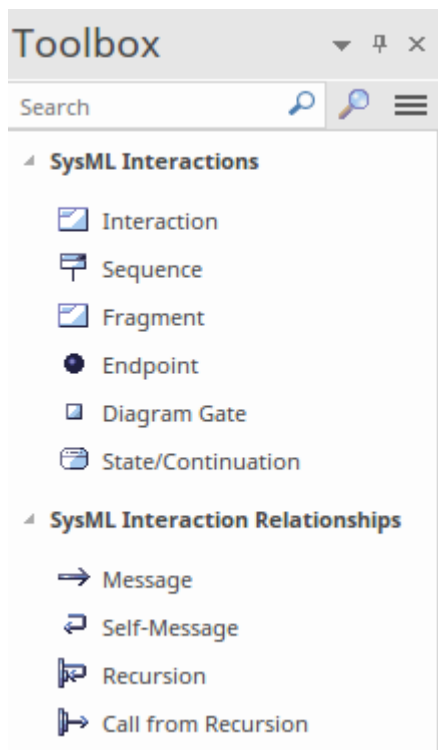 Toolbox
Search
SysML Interactions
Interaction
Sequence
Fragment
Endpoint
Diagram Gate
State/Continuation
SysML Interaction Relationships
Message
Self-Message
Recursion
Call from Recursion